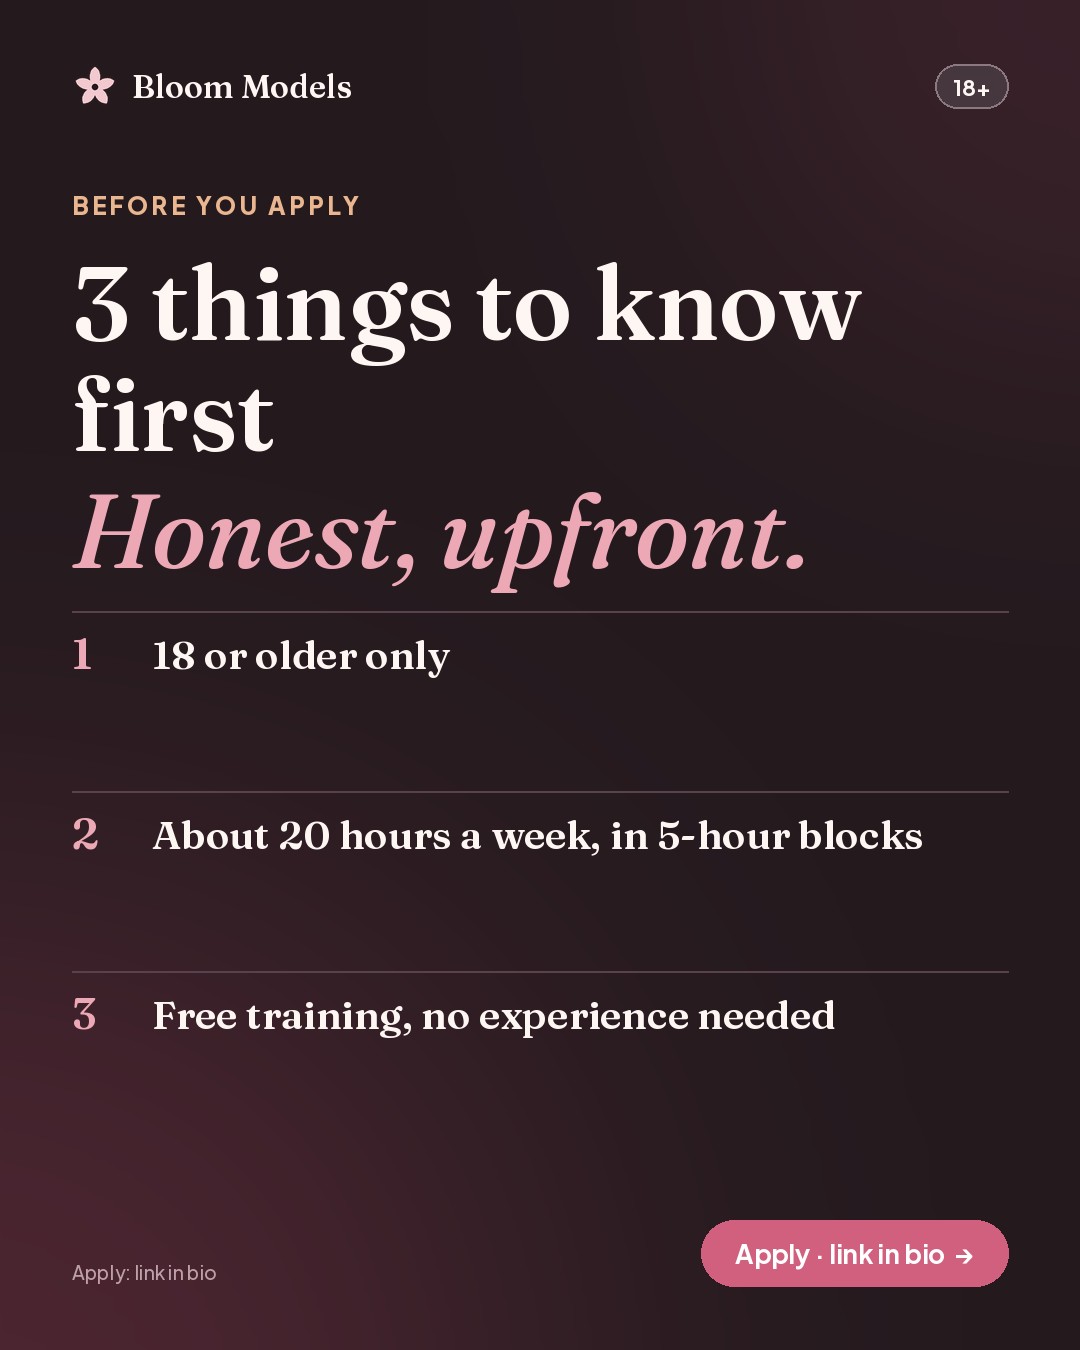 Bloom Models
18+
BEFORE YOU APPLY
3 things to know
first
Honest, upfront.
1 18 or older only
2 About 20 hours a week, in 5-hour blocks
3 Free training, no experience needed
Apply: link in bio
Apply · link in bio →